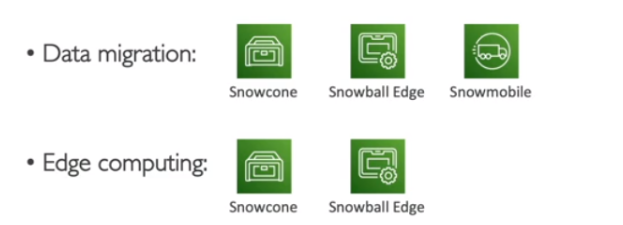 • Data migration:
Snowcone Snowball Edge Snowmobile
• Edge computing:
Snowcone Snowball Edge